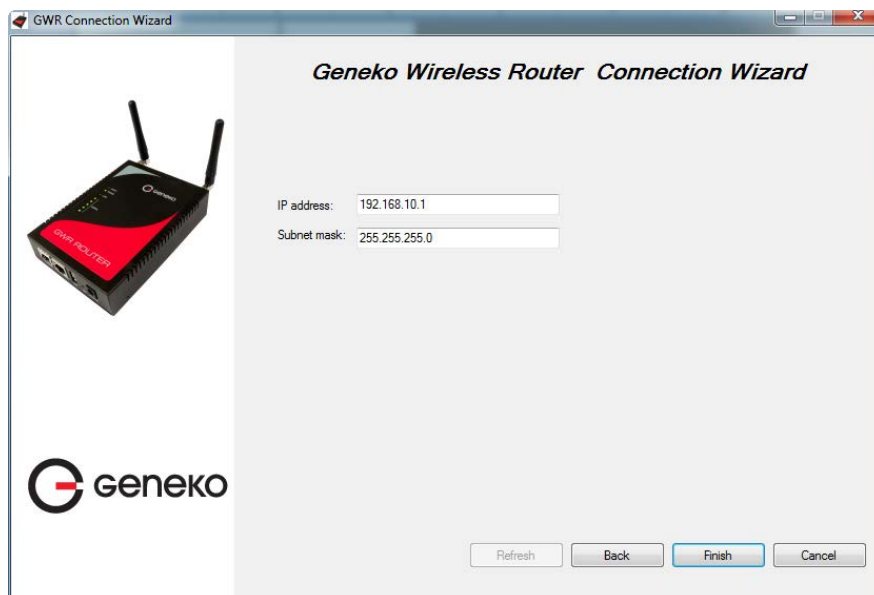 GWR Connection Wizard
Geneko Wireless Router Connection Wizard
GENEKO
GWR ROUTER
IP address: 192.168.10.1
Subnet mask: 255.255.255.0
GENEKO
Refresh Back Finish Cancel